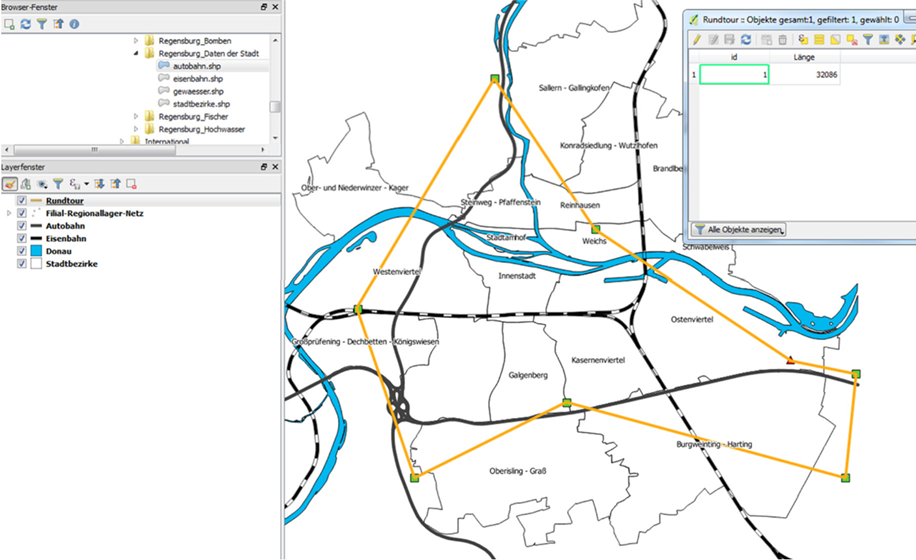 Browser-Fenster
Regensburg_Bomben
Regensburg_Daten der Stadt
autobahn.shp
eisenbahn.shp
gewaesser.shp
stadtbezirke.shp
Regensburg_Fischer
Regensburg_Hochwasser
International
Layerfenster
Rundtour
Filial-Regionallager-Netz
Autobahn
Eisenbahn
Donau
Stadtbezirke
Rundtour :: Objekte gesamt:1, gefiltert: 1, gewählt: 0
id Länge
1 1 32086
Alle Objekte anzeigen
Sallern - Gallingkofen
Konradsiedlung - Wutzlhofen
Brandlbe
Ober- und Niederwinzer - Kager
Steinweg - Pfaffenstein
Reinhausen
Stadtamhof
Weichs
Schwabelweis
Westenviertel
Innenstadt
Ostenviertel
Großprüfening - Dechbetten - Königswiesen
Kasernenviertel
Galgenberg
Burgweinting - Harting
Oberisling - Graß